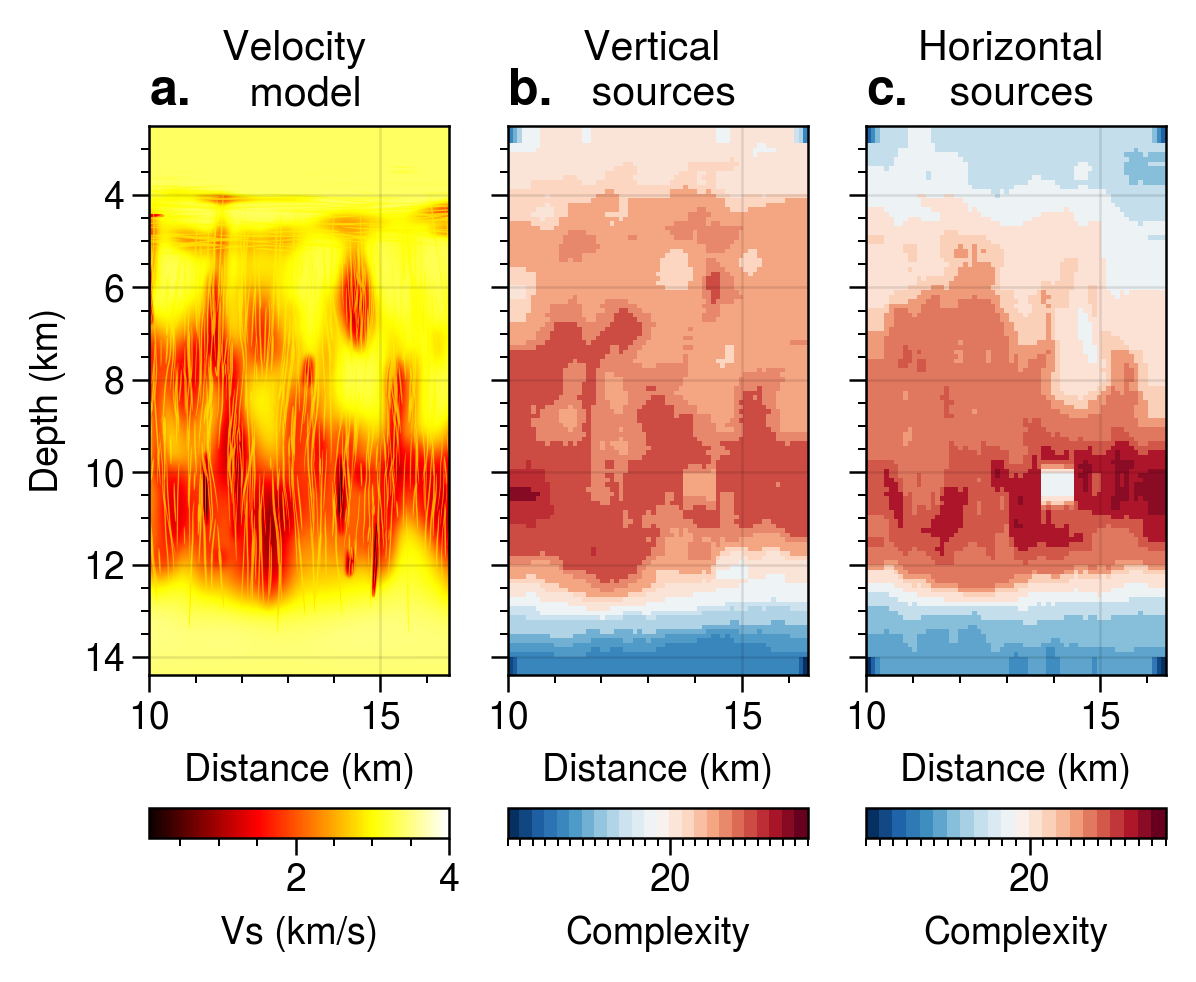 Velocity
a. model
Vertical
b. sources
Horizontal
c. sources
Depth (km)
4
6
8
10
12
14
10 15
10 15
10 15
Distance (km)
Distance (km)
Distance (km)
2 4
20
20
Vs (km/s)
Complexity
Complexity